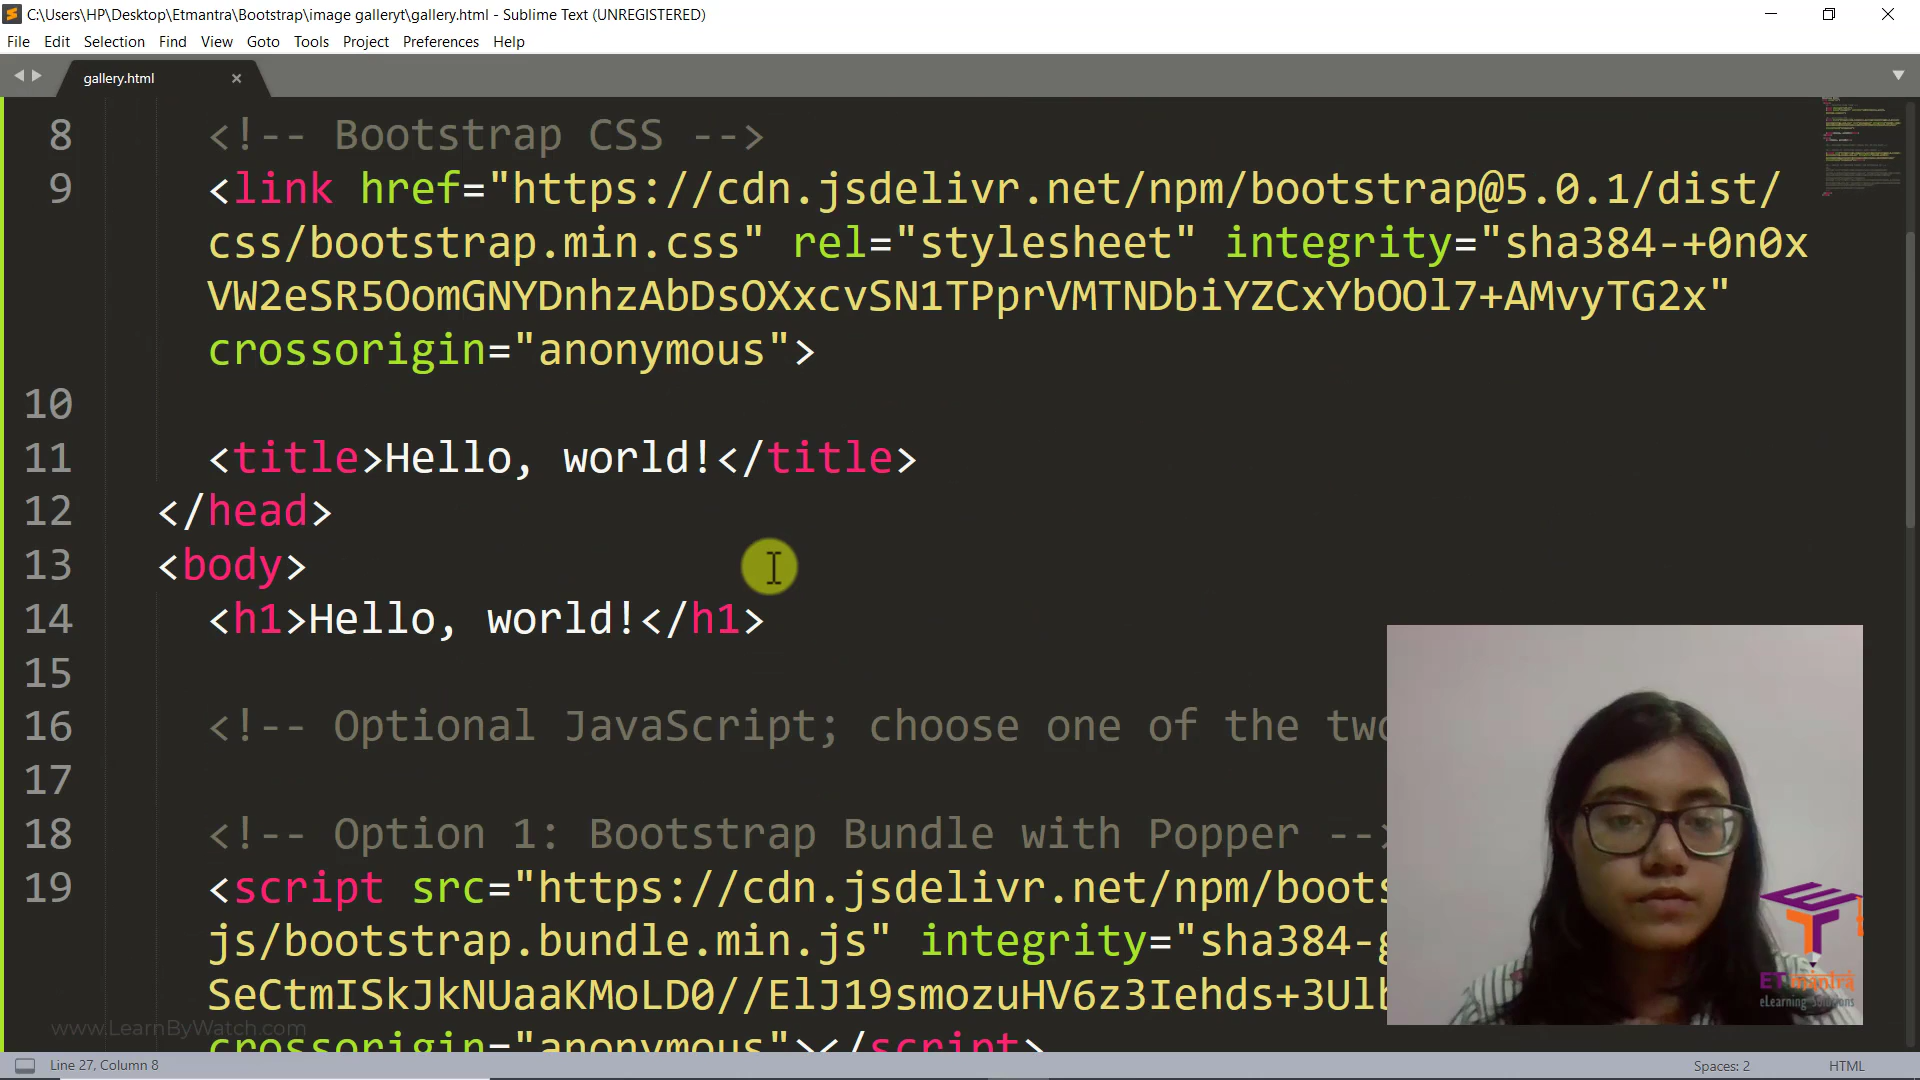 C:\Users\HP\Desktop\Etmantra\Bootstrap\image galleryt\gallery.html - Sublime Text (UNREGISTERED)
File Edit Selection Find View Goto Tools Project Preferences Help
gallery.html
8 <!-- Bootstrap CSS -->
9 <link href="https://cdn.jsdelivr.net/npm/bootstrap@5.0.1/dist/
css/bootstrap.min.css" rel="stylesheet" integrity="sha384-+0n0x
VW2eSR5OomGNYDnhzAbDsOXxcvSN1TPprVMTNDbiYZCxYbOOl7+AMvyTG2x"
crossorigin="anonymous">
10
11 <title>Hello, world!</title>
12 </head>
13 <body>
14 <h1>Hello, world!</h1>
15
16 <!-- Optional JavaScript; choose one of the two
17
18 <!-- Option 1: Bootstrap Bundle with Popper -->
19 <script src="https://cdn.jsdelivr.net/npm/boots
js/bootstrap.bundle.min.js" integrity="sha384-g
SeCtmISkJkNUaaKMoLD0//ElJ19smozuHV6z3Iehds+3Ulb
crossorigin="anonymous"></script>
ETmantra
eLearning Solutions
www.LearnByWatch.com
Line 27, Column 8
Spaces: 2
HTML